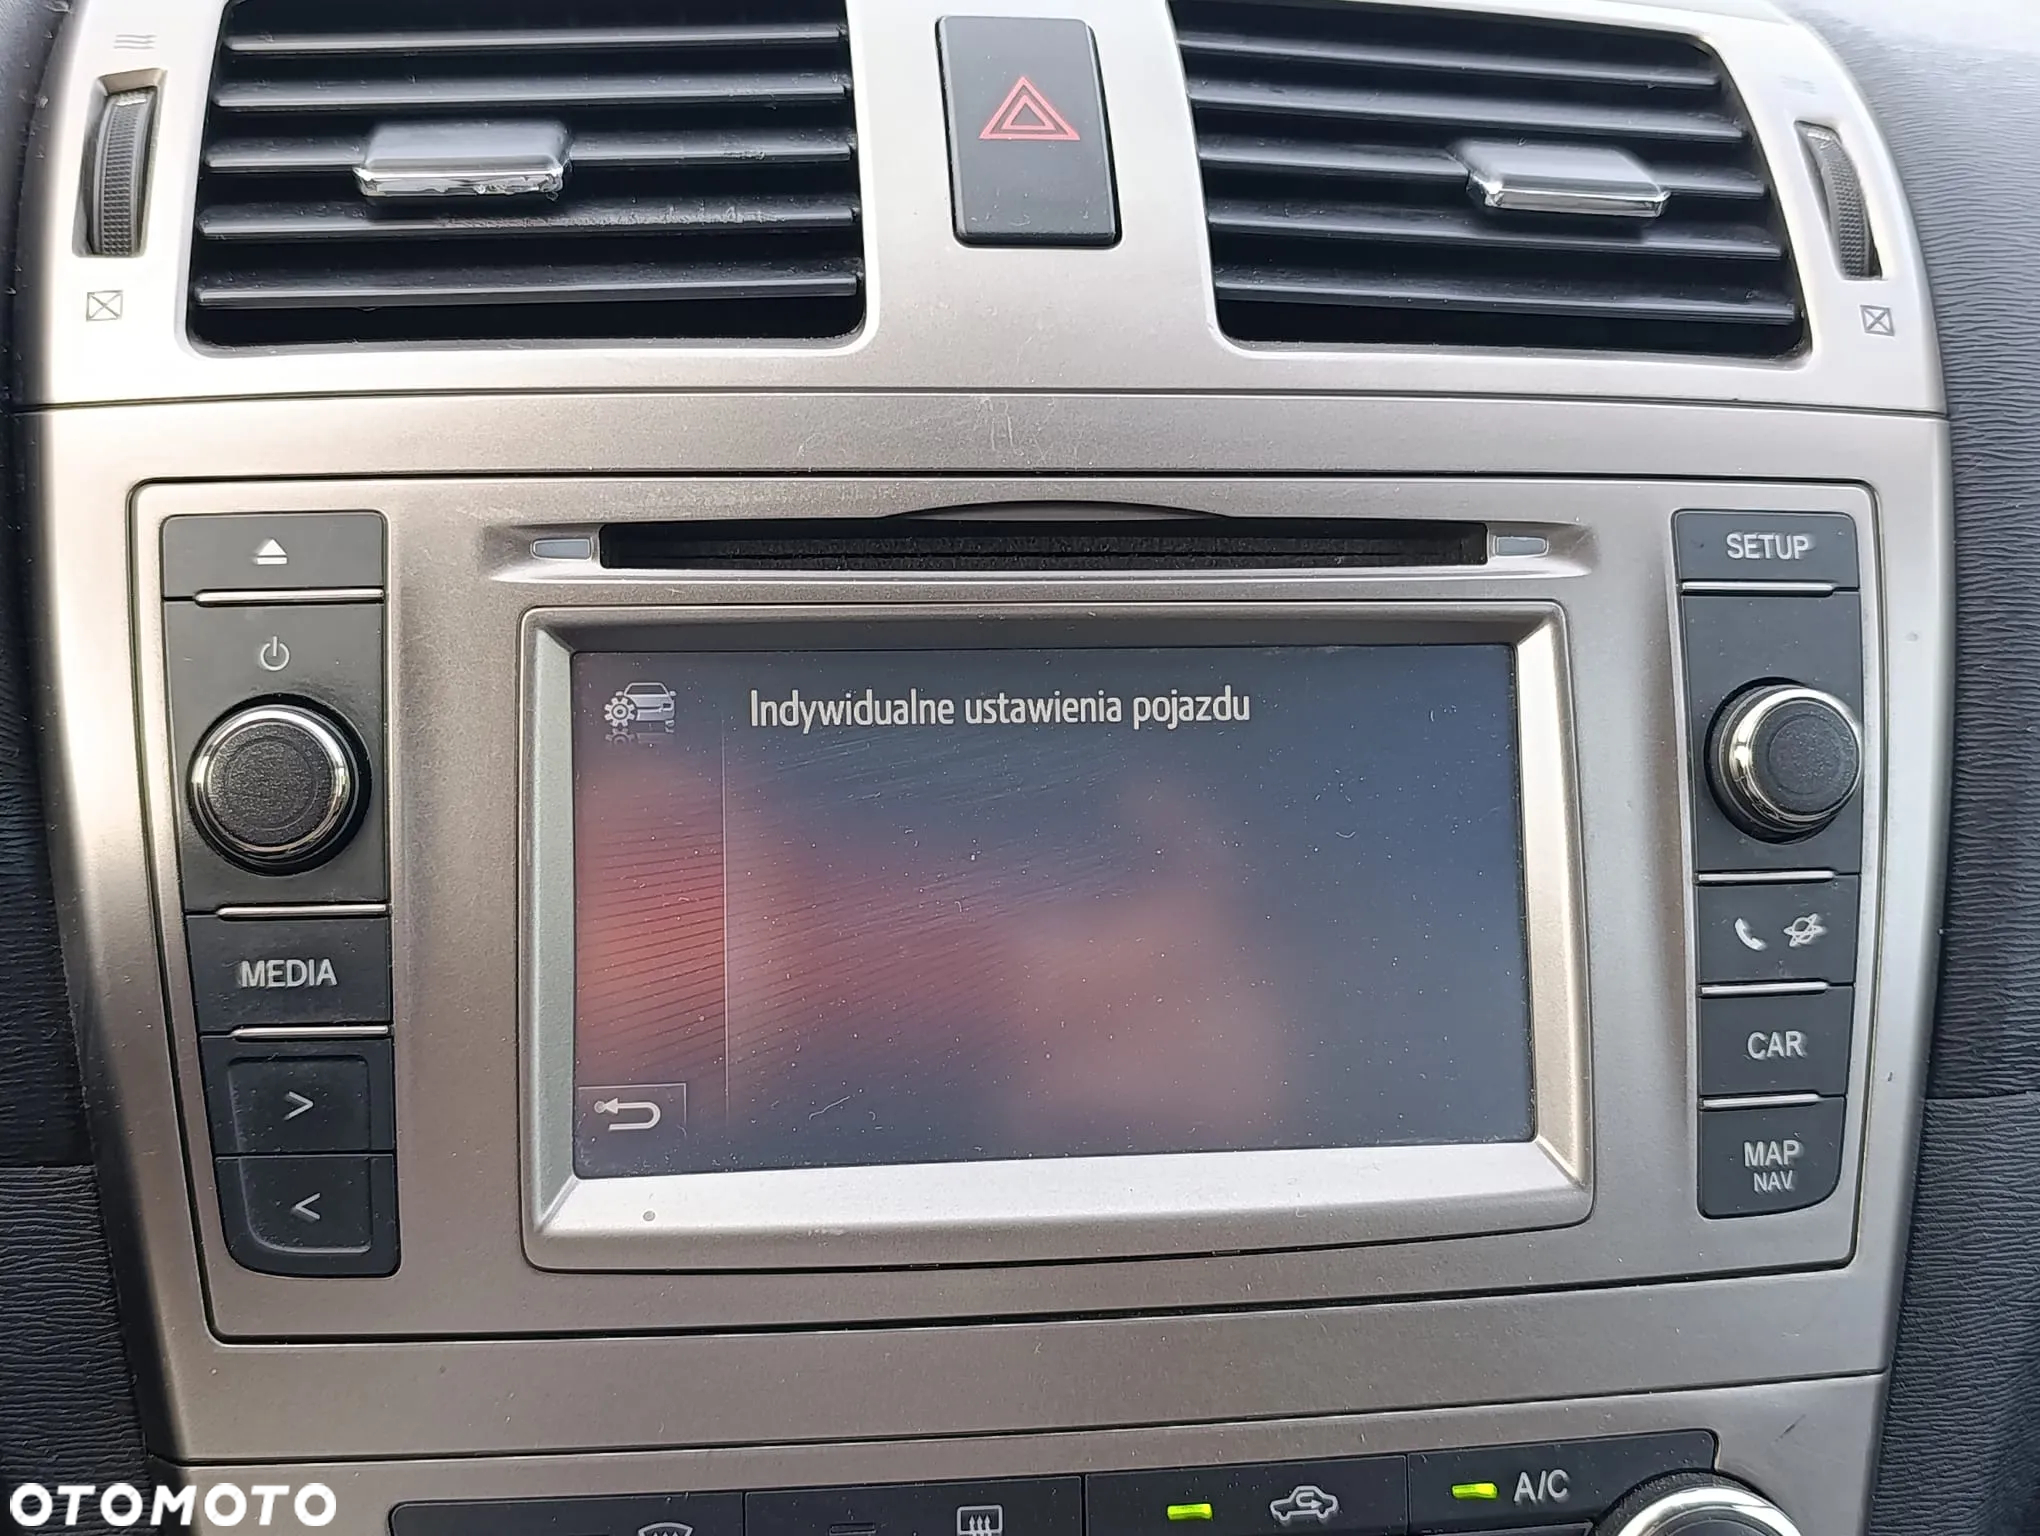 SETUP
Indywidualne ustawienia pojazdu
MEDIA
>
<
CAR
MAP
NAV
A/C
OTOMOTO